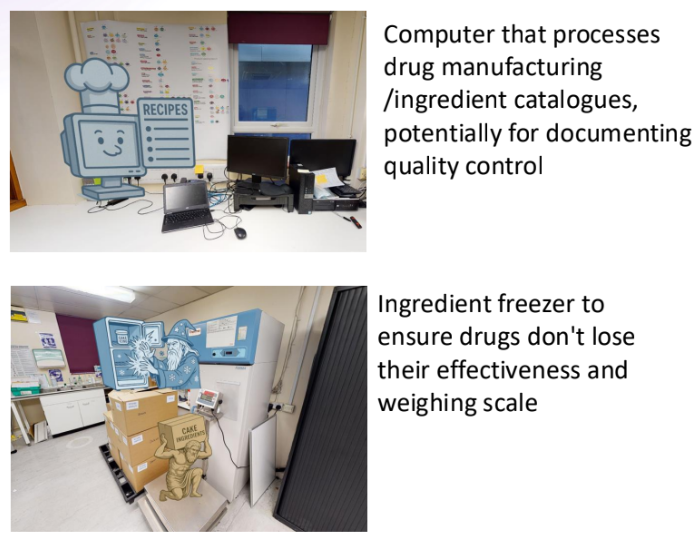 Computer that processes
drug manufacturing
/ingredient catalogues,
potentially for documenting
quality control
RECIPES
Ingredient freezer to
ensure drugs don't lose
their effectiveness and
weighing scale
CAKE
INGREDIENTS